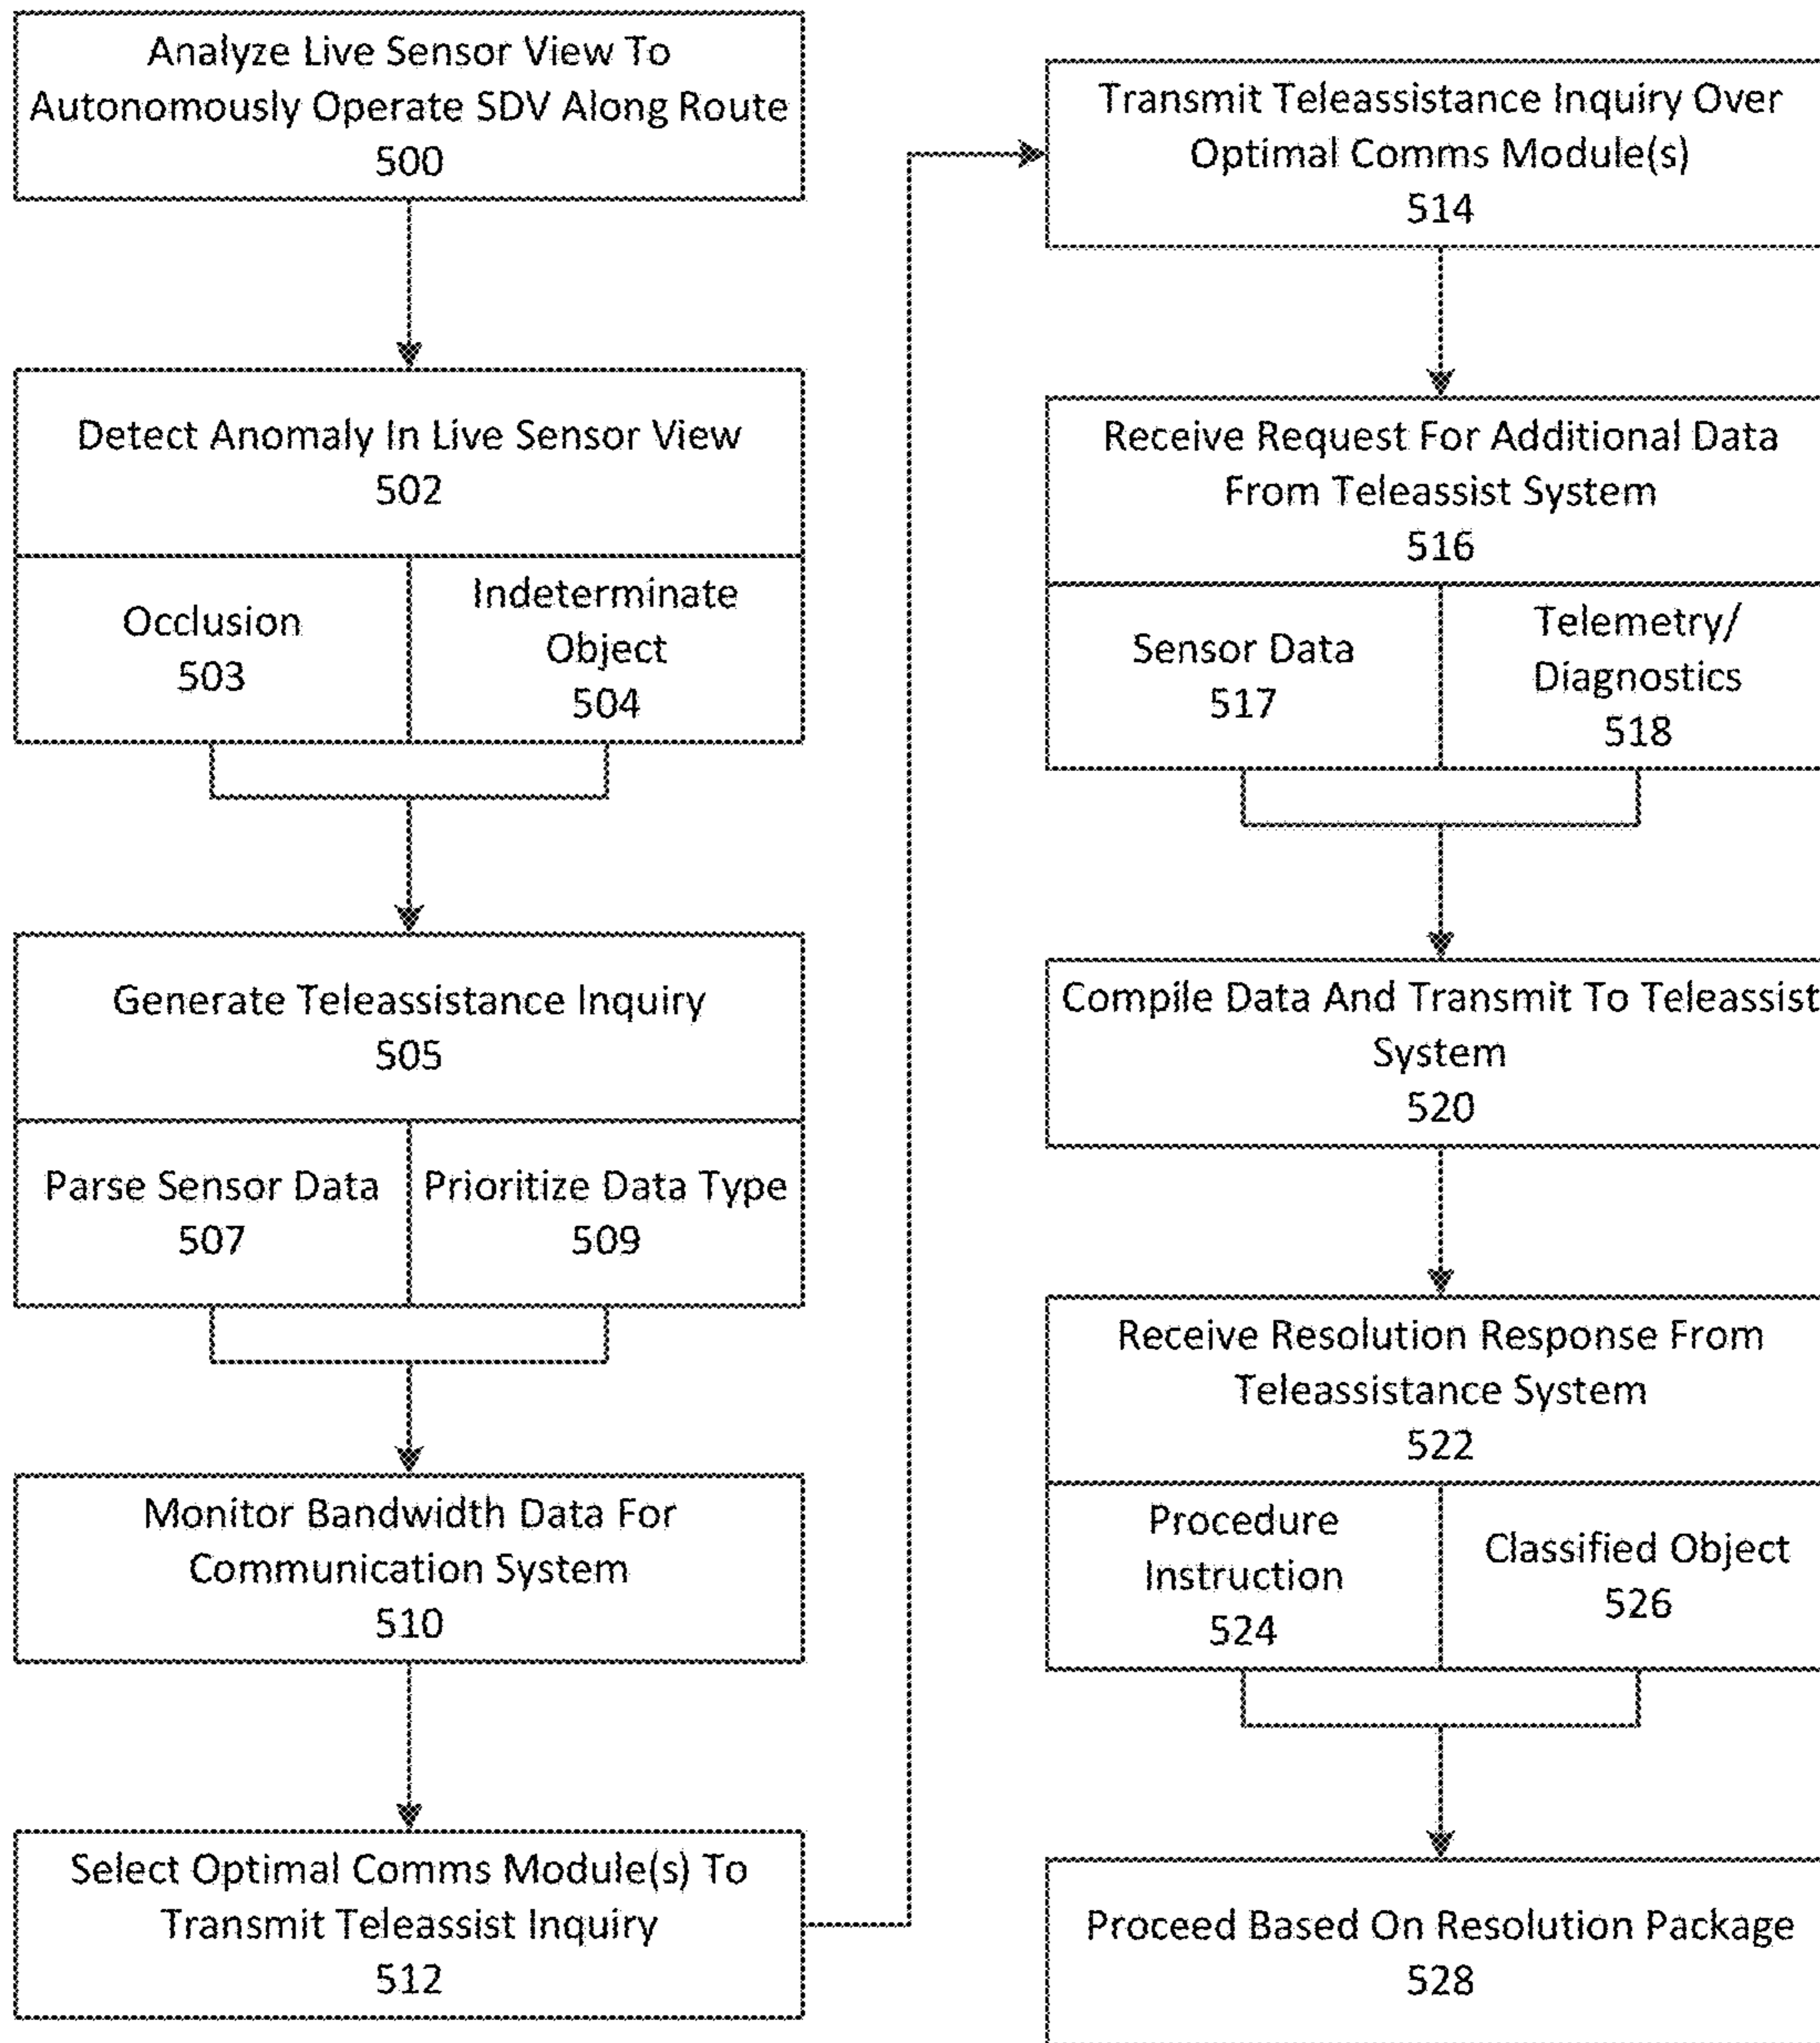 Analyze Live Sensor View To
Autonomously Operate SDV Along Route
500
Detect Anomaly In Live Sensor View
502
Occlusion
503
Indeterminate
Object
504
Generate Teleassistance Inquiry
505
Parse Sensor Data
507
Prioritize Data Type
509
Monitor Bandwidth Data For
Communication System
510
Select Optimal Comms Module(s) To
Transmit Teleassist Inquiry
512
Transmit Teleassistance Inquiry Over
Optimal Comms Module(s)
514
Receive Request For Additional Data
From Teleassist System
516
Sensor Data
517
Telemetry/
Diagnostics
518
Compile Data And Transmit To Teleassist
System
520
Receive Resolution Response From
Teleassistance System
522
Procedure
Instruction
524
Classified Object
526
Proceed Based On Resolution Package
528